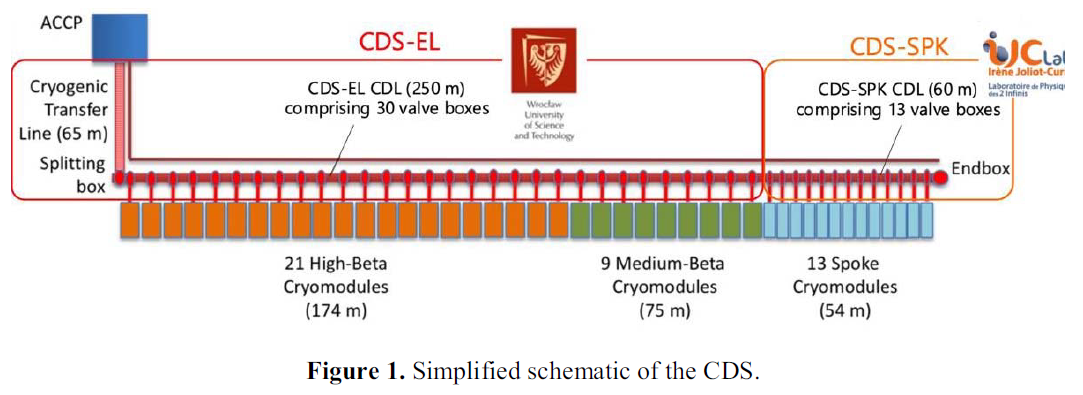 ACCP
CDS-EL
CDS-SPK
IJCLab
Irène Joliot-Curie
Laboratoire de Physique
des 2 Infinis
Cryogenic
Transfer
Line (65 m)
Splitting
box
CDS-EL CDL (250 m)
comprising 30 valve boxes
Wrocław
University
of Science
and Technology
CDS-SPK CDL (60 m)
comprising 13 valve boxes
Endbox
21 High-Beta
Cryomodules
(174 m)
9 Medium-Beta
Cryomodules
(75 m)
13 Spoke
Cryomodules
(54 m)
Figure 1. Simplified schematic of the CDS.